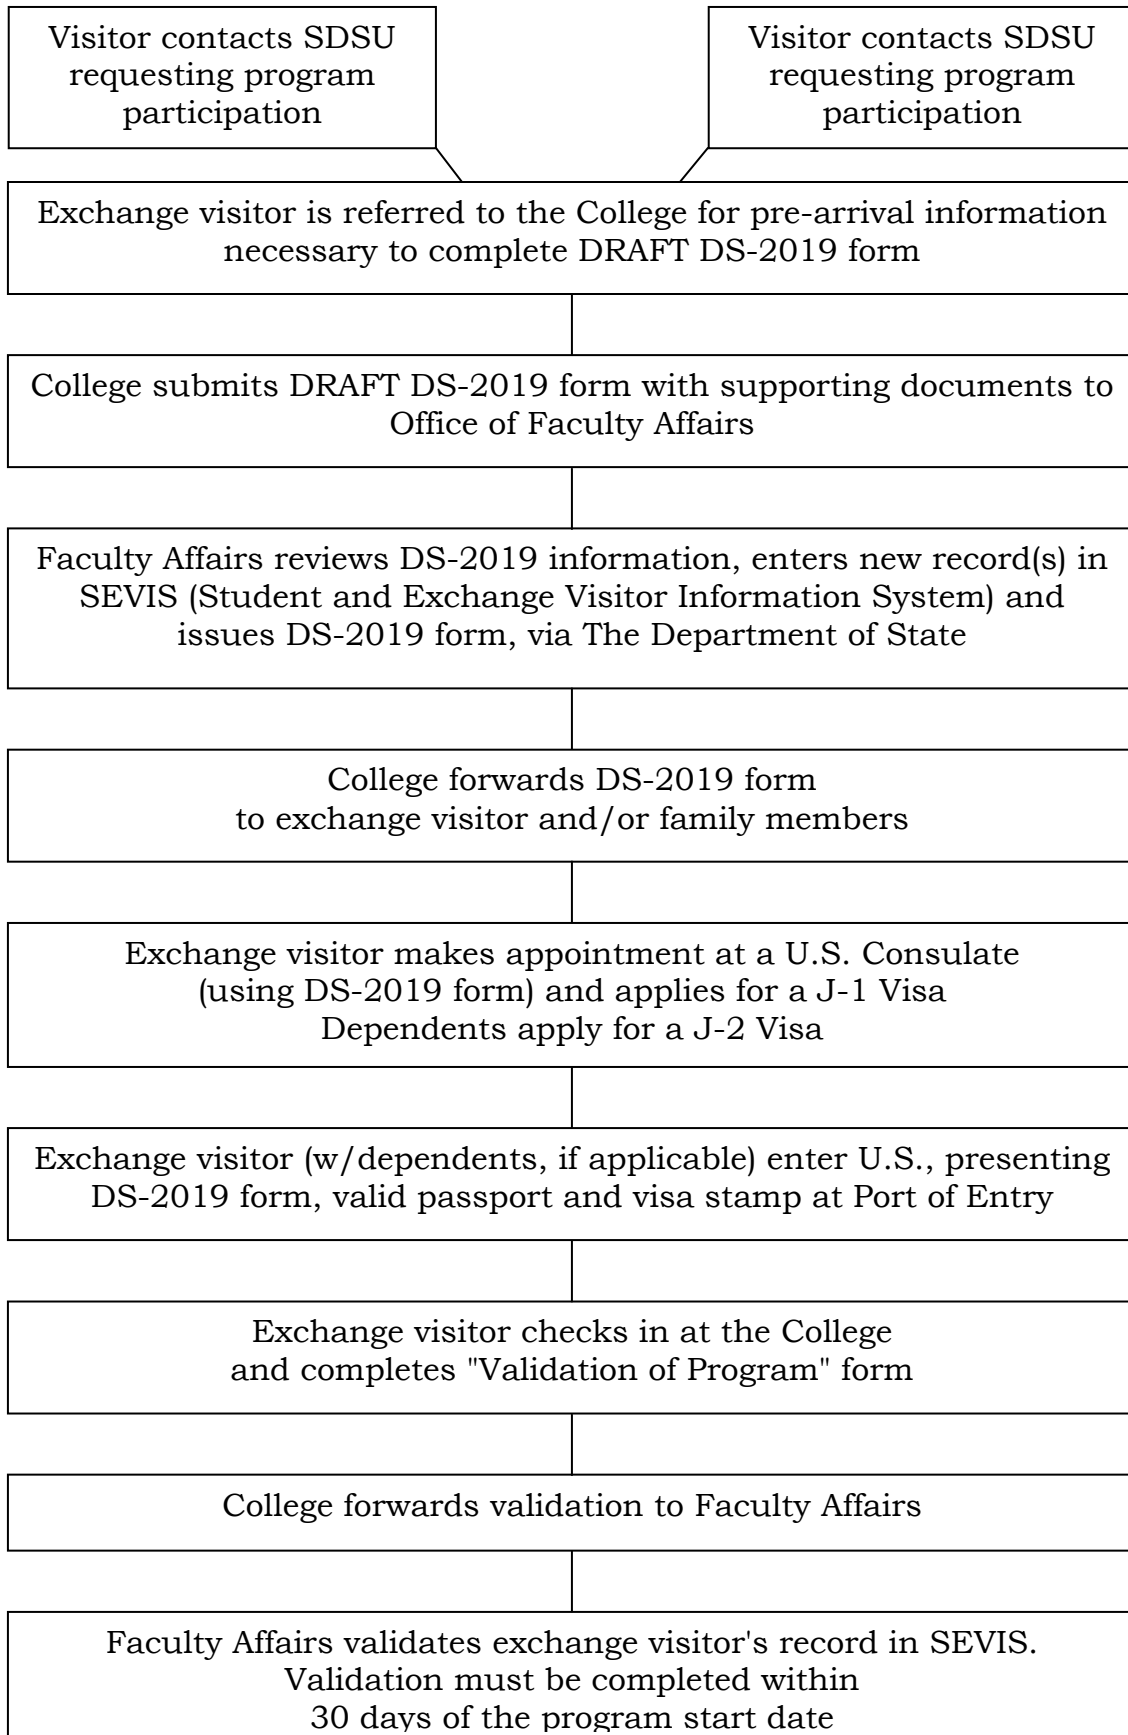 Visitor contacts SDSU
requesting program
participation
Visitor contacts SDSU
requesting program
participation
Exchange visitor is referred to the College for pre-arrival information
necessary to complete DRAFT DS-2019 form
College submits DRAFT DS-2019 form with supporting documents to
Office of Faculty Affairs
Faculty Affairs reviews DS-2019 information, enters new record(s) in
SEVIS (Student and Exchange Visitor Information System) and
issues DS-2019 form, via The Department of State
College forwards DS-2019 form
to exchange visitor and/or family members
Exchange visitor makes appointment at a U.S. Consulate
(using DS-2019 form) and applies for a J-1 Visa
Dependents apply for a J-2 Visa
Exchange visitor (w/dependents, if applicable) enter U.S., presenting
DS-2019 form, valid passport and visa stamp at Port of Entry
Exchange visitor checks in at the College
and completes "Validation of Program" form
College forwards validation to Faculty Affairs
Faculty Affairs validates exchange visitor's record in SEVIS.
Validation must be completed within
30 days of the program start date